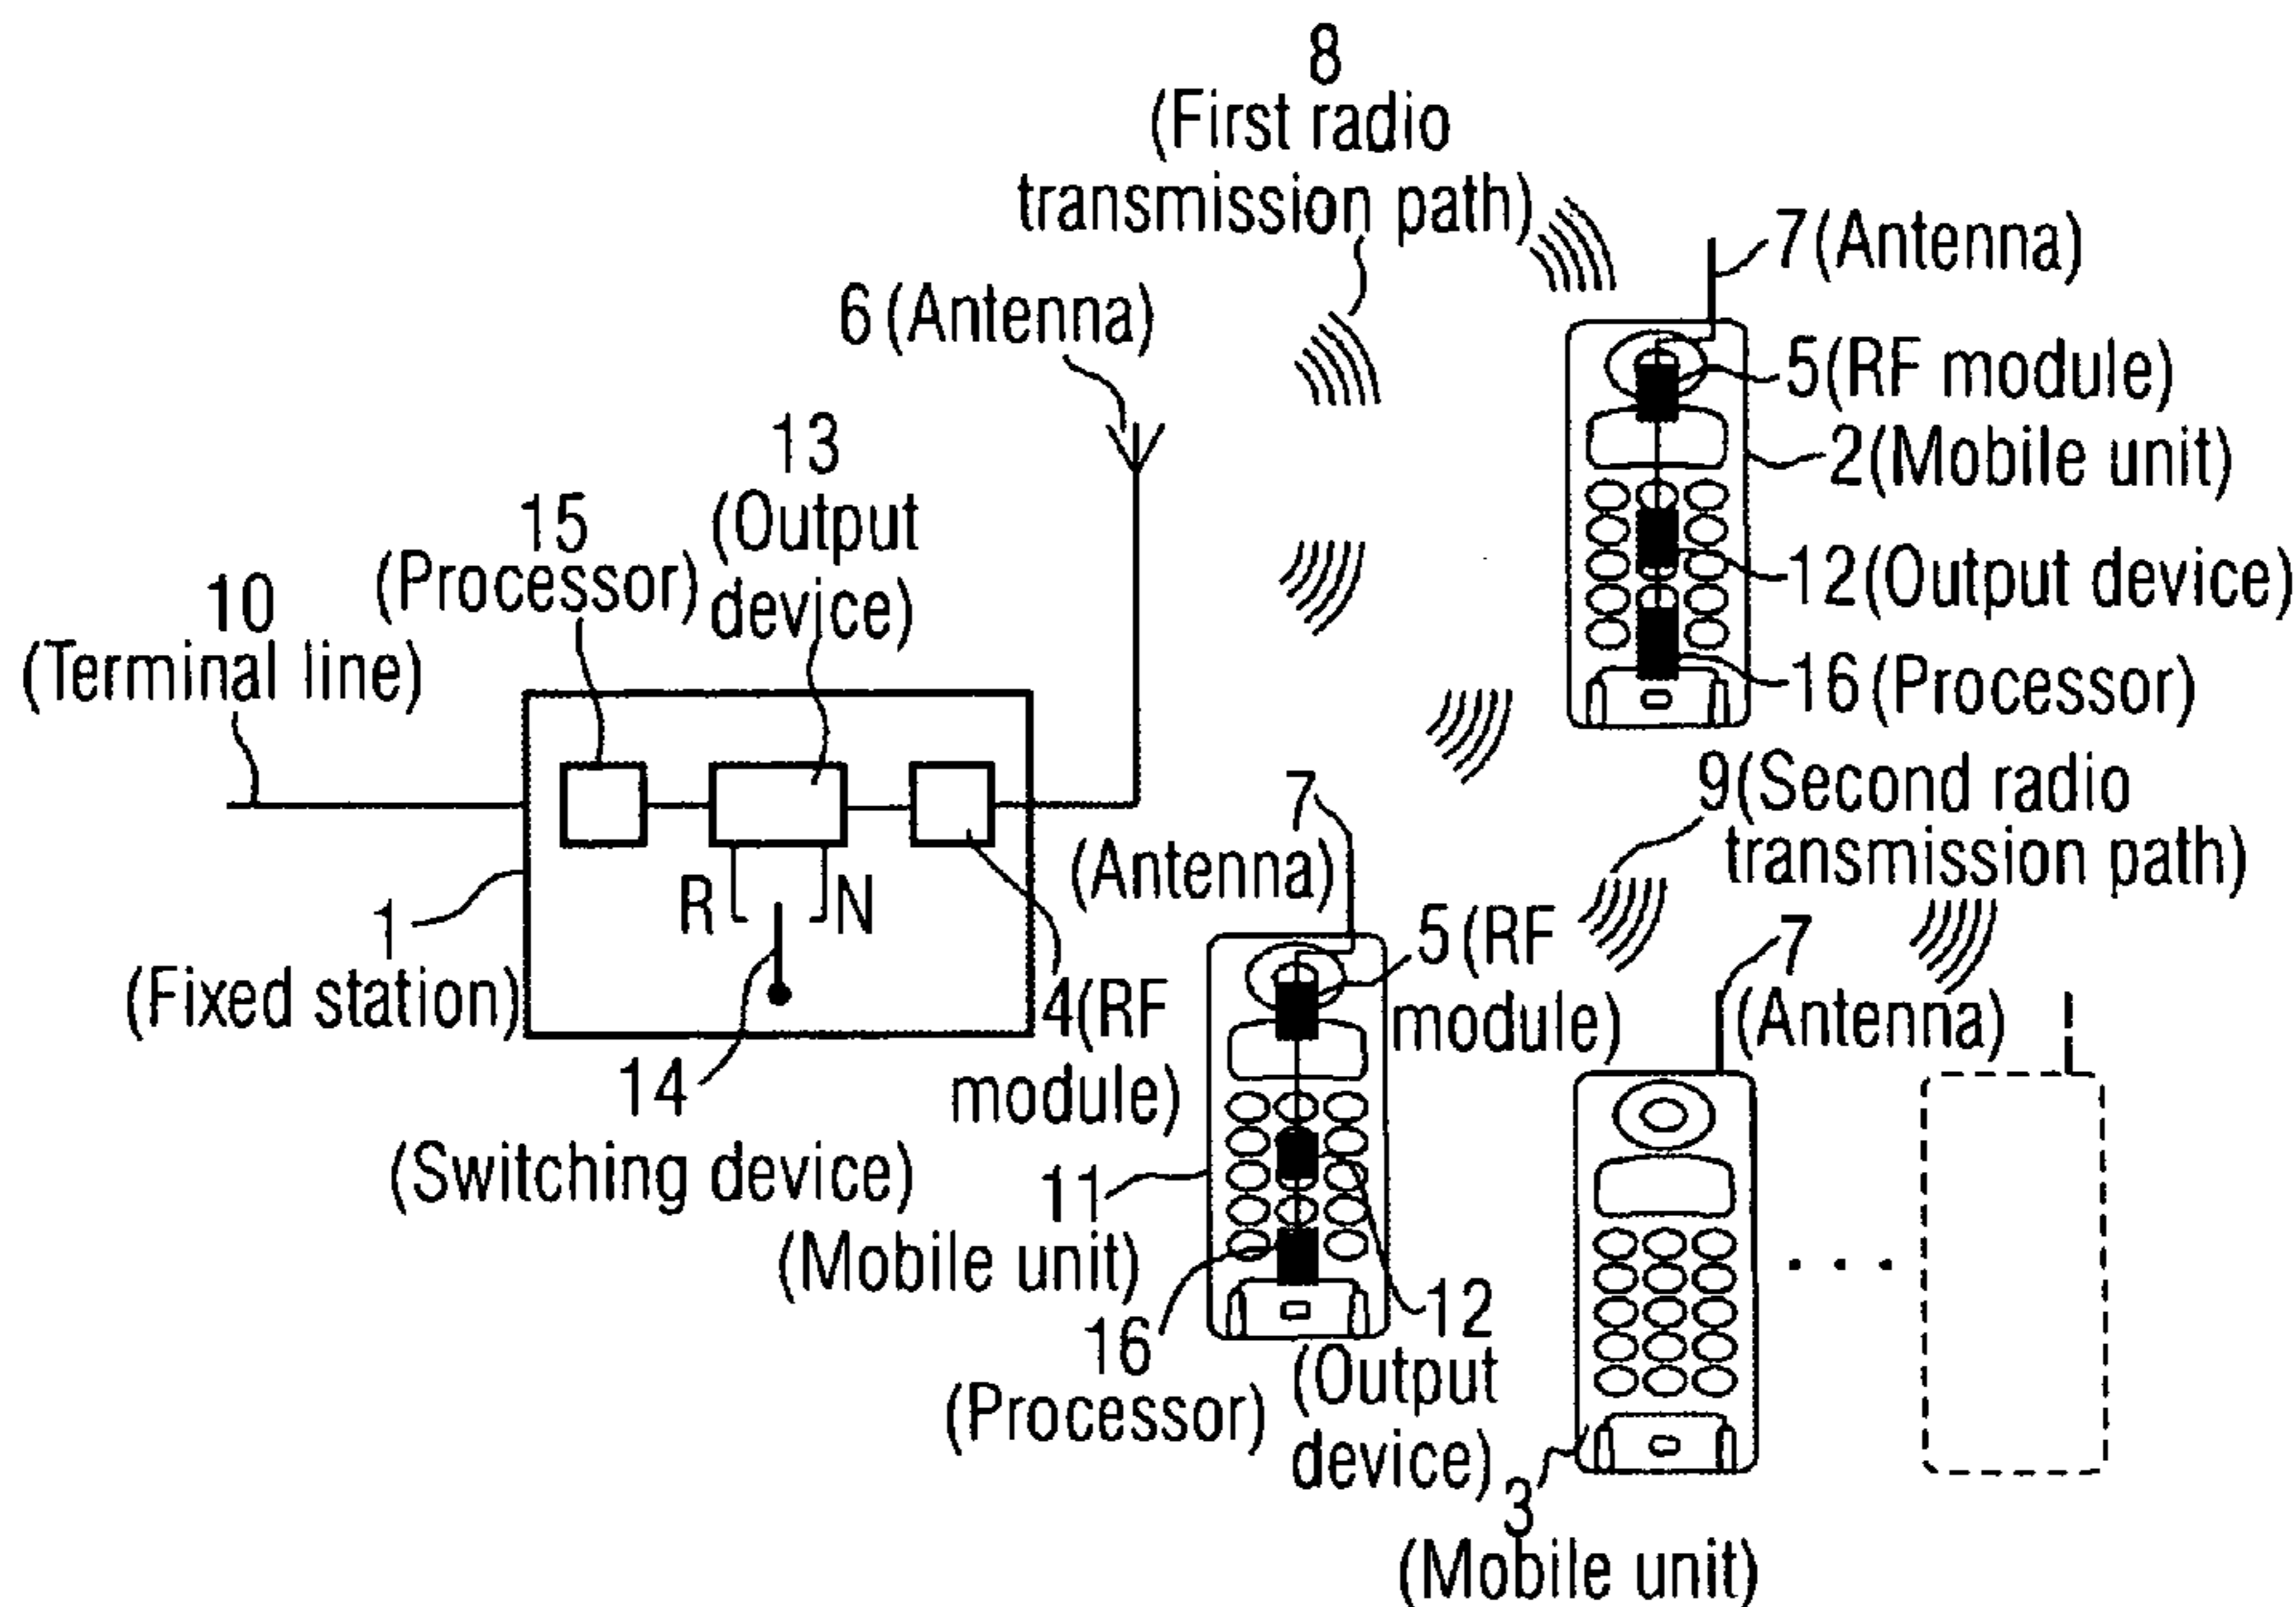 8
(First radio
transmission path)
7(Antenna)
6 (Antenna)
5(RF module)
13
2(Mobile unit)
(Output
device)
15
(Processor)
12(Output device)
10
(Terminal line)
16 (Processor)
9(Second radio
transmission path)
7
(Antenna)
R
N
1
(Fixed station)
5(RF
module)
7
(Antenna)
4(RF
module)
14
(Switching device)
11
(Mobile unit)
12
(Output
device)
16
(Processor)
3
(Mobile unit)